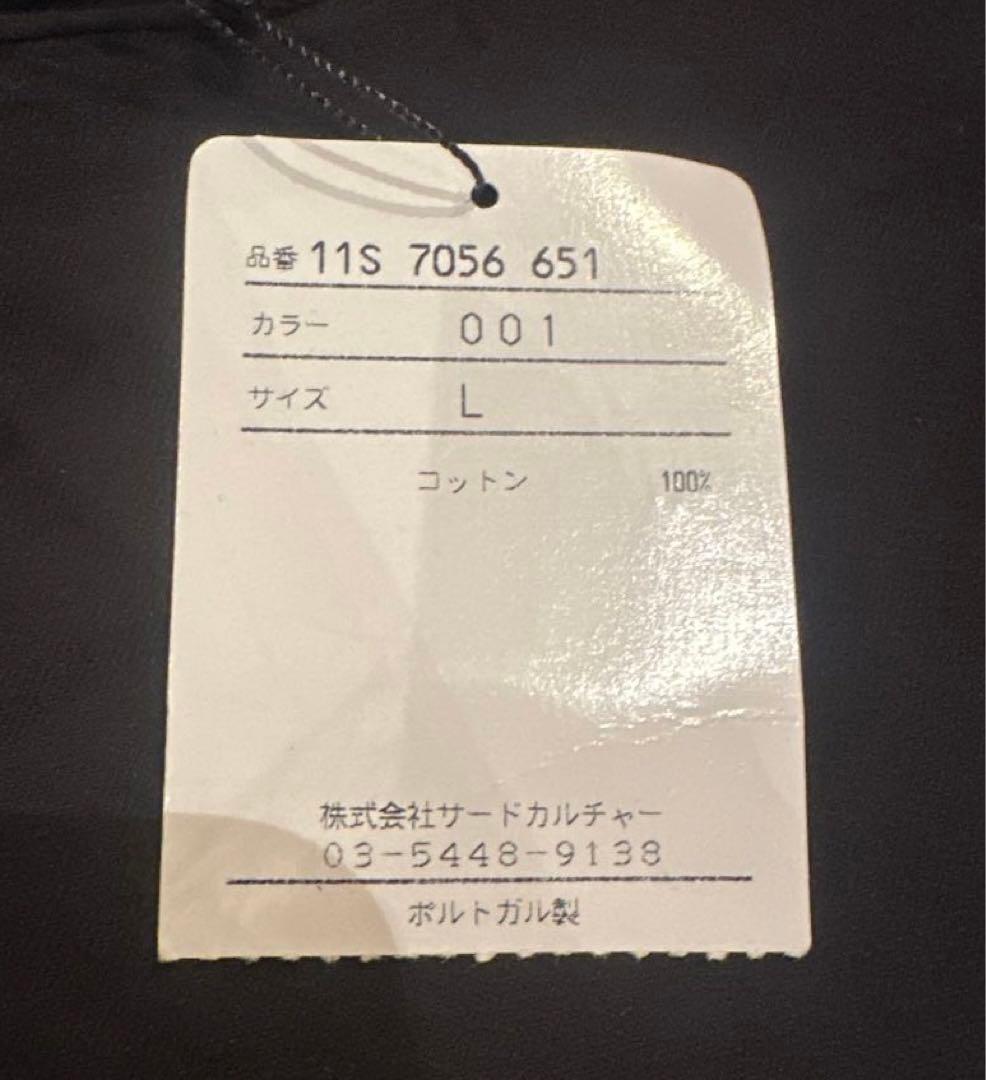 品番 11S 7056 651
カラー 001
サイズ L
コットン 100%
株式会社サードカルチャー
03-5448-9138
ポルトガル製